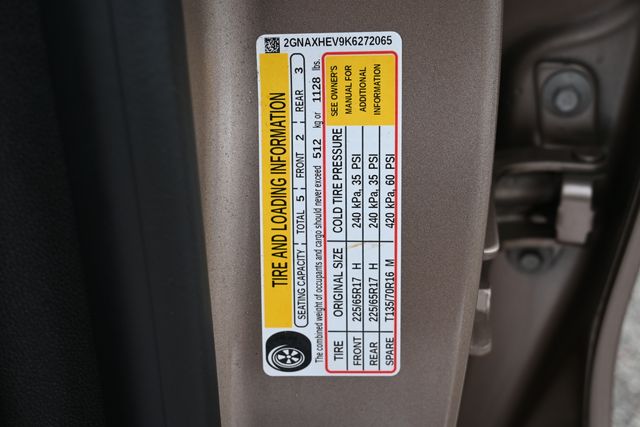 2GNAXHEV9K6272065
TIRE AND LOADING INFORMATION
SEATING CAPACITY TOTAL 5 FRONT 2 REAR 3
The combined weight of occupants and cargo should never exceed 512 kg or 1128 lbs.
TIRE ORIGINAL SIZE COLD TIRE PRESSURE
FRONT 225/65R17 H 240 kPa, 35 PSI
REAR 225/65R17 H 240 kPa, 35 PSI
SPARE T135/70R16 M 420 kPa, 60 PSI
SEE OWNER'S
MANUAL FOR
ADDITIONAL
INFORMATION